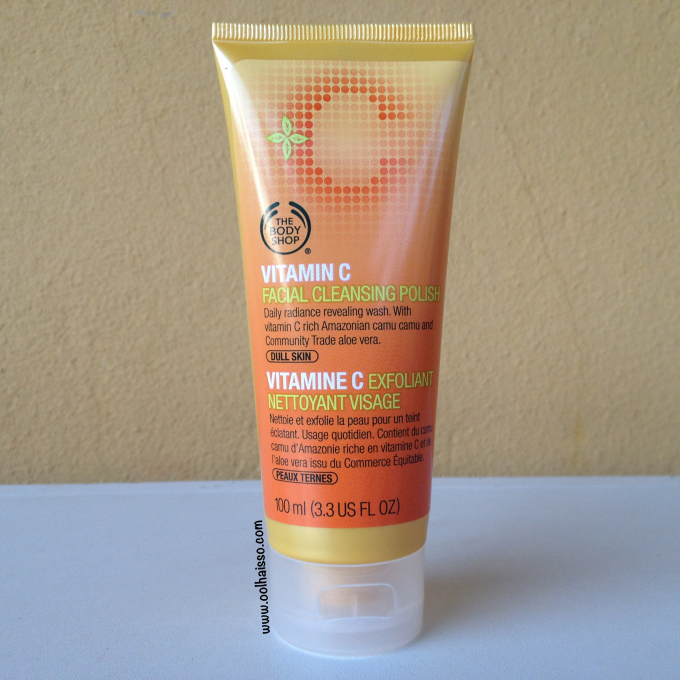 THE
BODY
SHOP
®
VITAMIN C
FACIAL CLEANSING POLISH
Daily radiance revealing wash. With
vitamin C rich Amazonian camu camu and
Community Trade aloe vera.
DULL SKIN
VITAMINE C EXFOLIANT
NETTOYANT VISAGE
Nettoie et exfolie la peau pour un teint
éclatant. Usage quotidien. Contient du camu
camu d'Amazonie riche en vitamine C et de
l'aloe vera issu du Commerce Équitable.
PEAUX TERNES
100 ml (3.3 US FL OZ)
www.oolhaisso.com